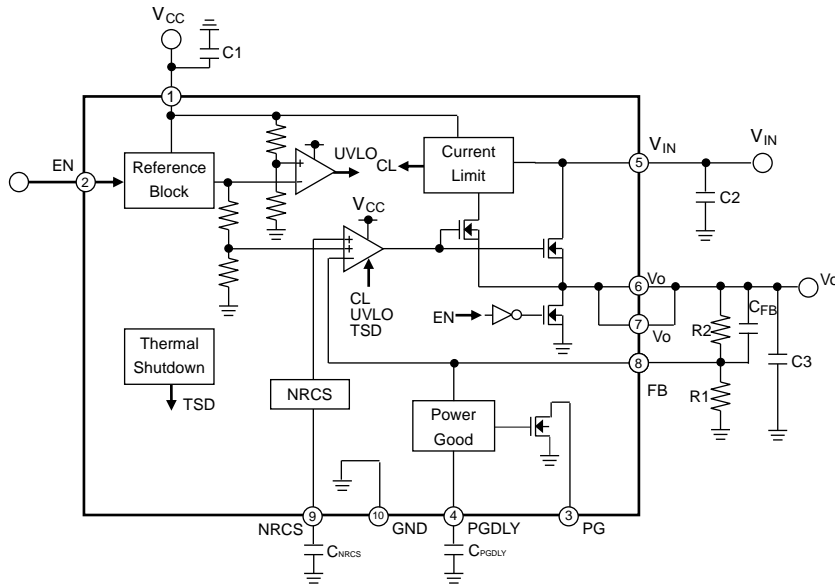 VCC
C1
1
EN
2
Reference
Block
UVLO
CL
Current
Limit
5
VIN
VIN
C2
VCC
CL
UVLO
TSD
EN
6
Vo
Vo
7
Vo
R2
CFB
C3
8
FB
R1
Thermal
Shutdown
TSD
NRCS
Power
Good
NRCS
9
10
GND
4
PGDLY
3
PG
CNRCS
CPGDLY